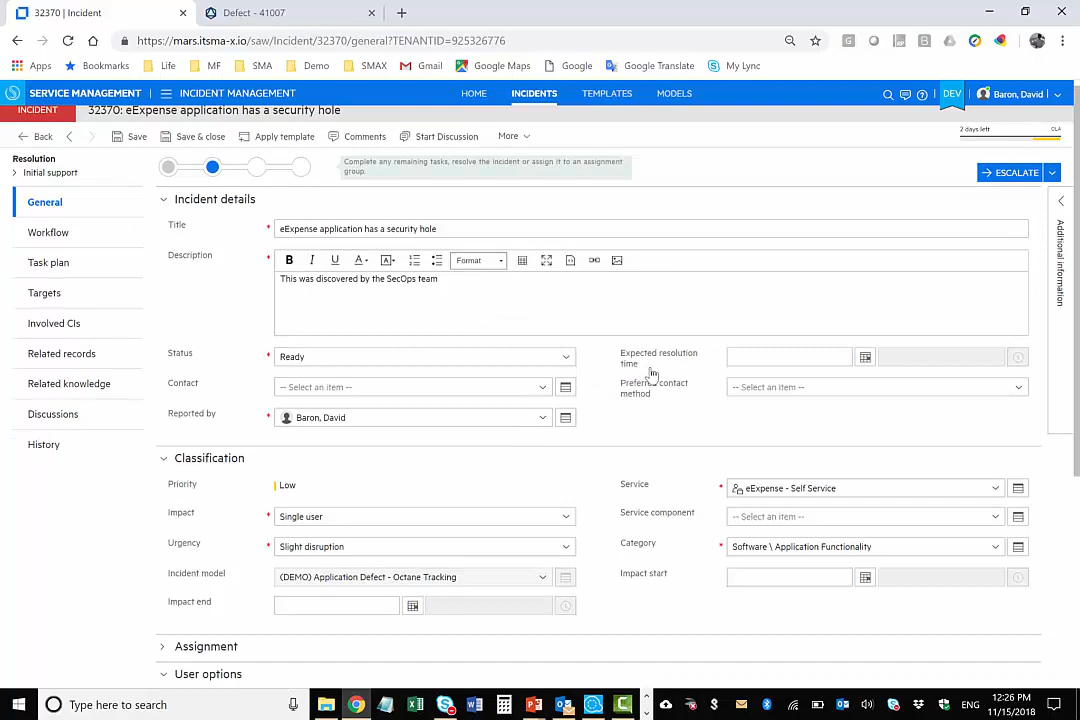 32370 | Incident
Defect - 41007
https://mars.itsma-x.io/saw/Incident/32370/general?TENANTID=925326776
Apps Bookmarks Life MF SMA Demo SMAX Gmail Google Maps Google Google Translate My Lync
SERVICE MANAGEMENT INCIDENT MANAGEMENT HOME INCIDENTS TEMPLATES MODELS DEV Baron, David
INCIDENT 32370: eExpense application has a security hole
Back Save Save & close Apply template Comments Start Discussion More 2 days left OLA
Resolution
Initial support
Complete any remaining tasks, resolve the incident or assign it to an assignment
group.
ESCALATE
General
Workflow
Task plan
Targets
Involved CIs
Related records
Related knowledge
Discussions
History
Incident details
Title * eExpense application has a security hole
Description * B I U A A Format
This was discovered by the SecOps team
Status * Ready
Expected resolution
time
Contact -- Select an item --
Preferred contact
method
-- Select an item --
Reported by * Baron, David
Classification
Priority Low
Service * eExpense - Self Service
Impact * Single user
Service component -- Select an item --
Urgency * Slight disruption
Category * Software \ Application Functionality
Incident model (DEMO) Application Defect - Octane Tracking
Impact start
Impact end
Assignment
User options
Additional information
Type here to search
ENG
12:26 PM
11/15/2018